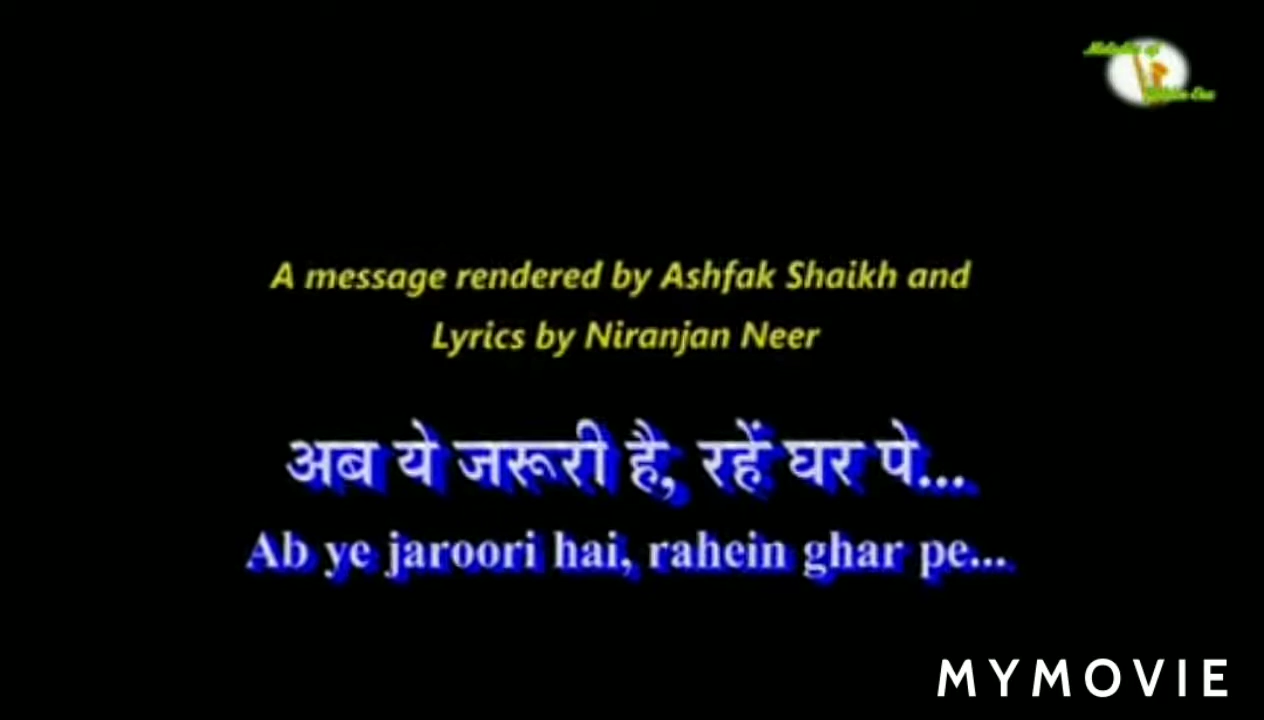 A message rendered by Ashfak Shaikh and
Lyrics by Niranjan Neer
अब ये जरूरी है, रहें घर पे...
Ab ye jaroori hai, rahein ghar pe...
MYMOVIE